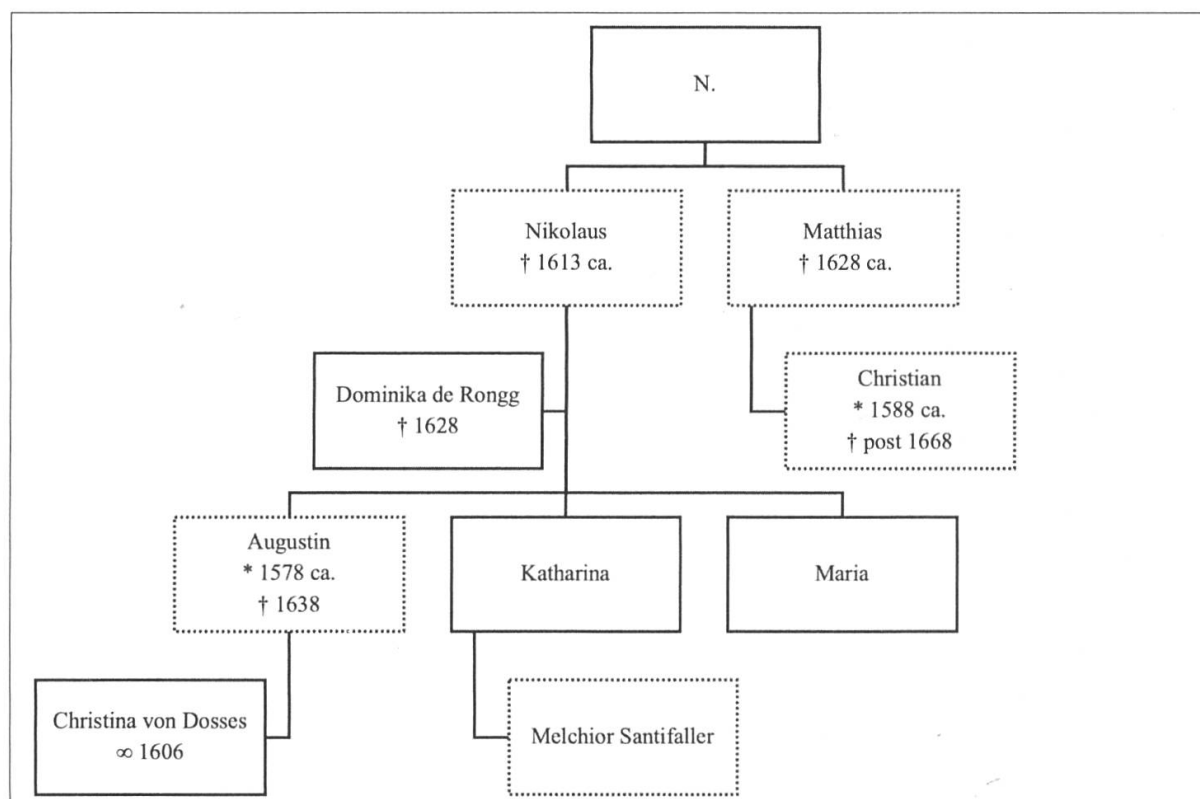 N.
Nikolaus
† 1613 ca.
Matthias
† 1628 ca.
Dominika de Rongg
† 1628
Christian
* 1588 ca.
† post 1668
Augustin
* 1578 ca.
† 1638
Katharina
Maria
Christina von Dosses
∞ 1606
Melchior Santifaller